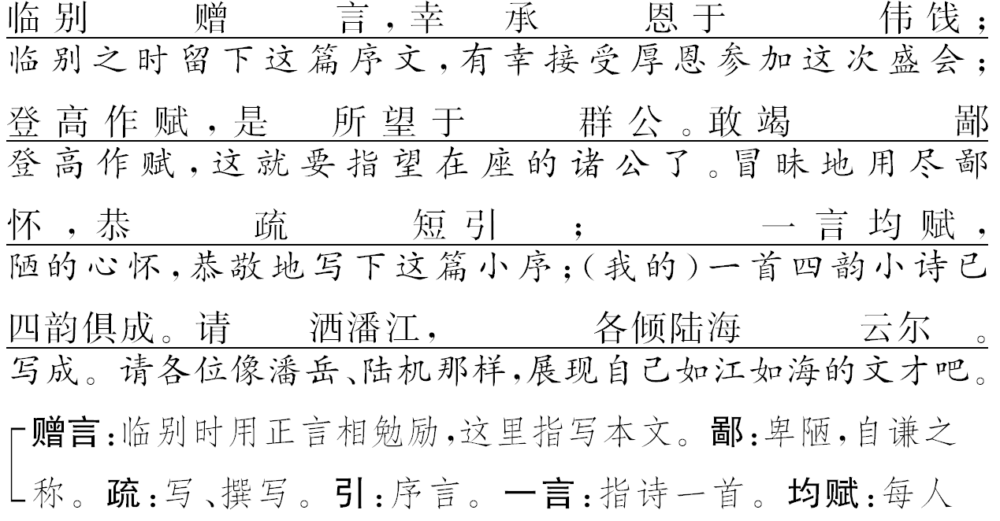 临别赠言,幸承恩于伟饯;
临别之时留下这篇序文,有幸接受厚恩参加这次盛会;
登高作赋,是所望于群公。敢竭鄙
登高作赋,这就要指望在座的诸公了。冒昧地用尽鄙
怀,恭疏短引;一言均赋,
陋的心怀,恭敬地写下这篇小序;(我的)一首四韵小诗已
四韵俱成。请洒潘江,各倾陆海云尔。
写成。请各位像潘岳、陆机那样,展现自己如江如海的文才吧。
赠言:临别时用正言相勉励,这里指写本文。鄙:卑陋,自谦之
称。疏:写、撰写。引:序言。一言:指诗一首。均赋:每人